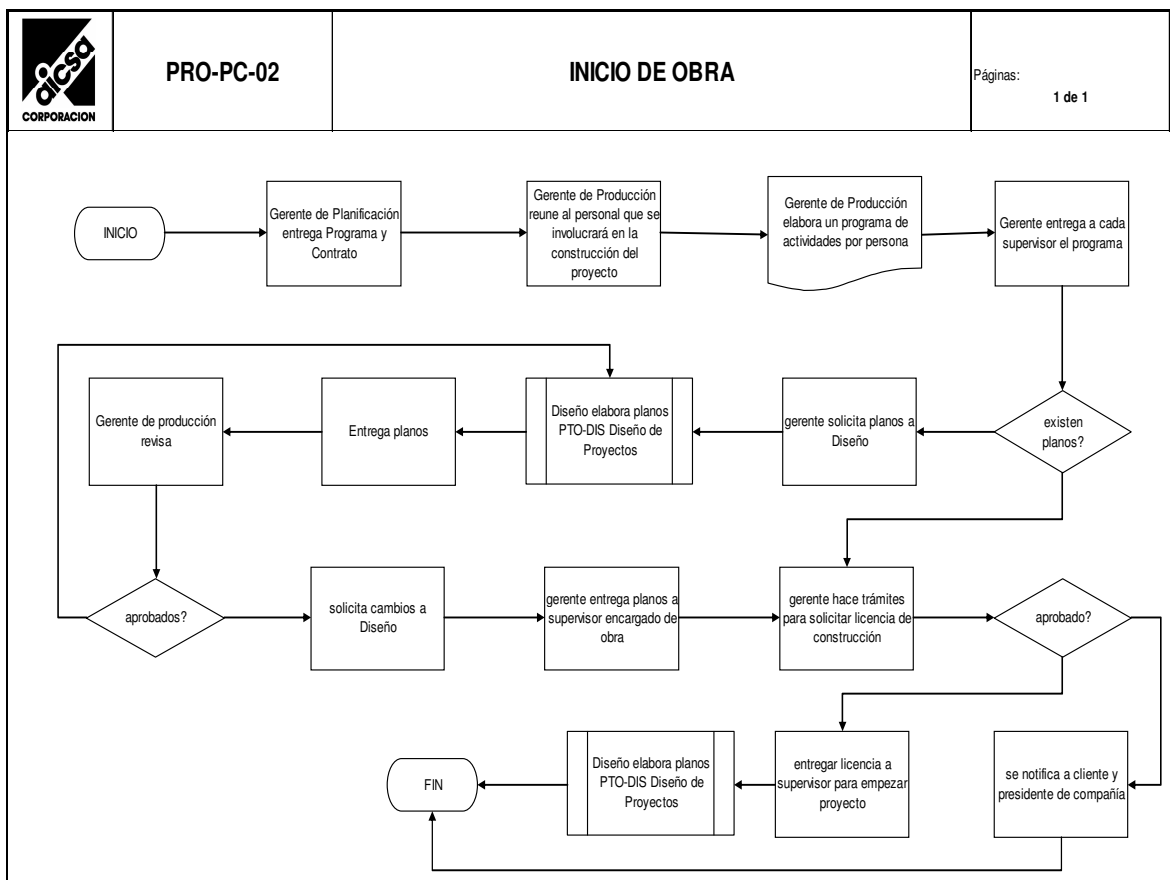 aicsa
CORPORACION
PRO-PC-02
INICIO DE OBRA
Páginas:
1 de 1
INICIO
Gerente de Planificación
entrega Programa y
Contrato
Gerente de Producción
reune al personal que se
involucrará en la
construcción del
proyecto
Gerente de Producción
elabora un programa de
actividades por persona
Gerente entrega a cada
supervisor el programa
existen
planos?
gerente solicita planos a
Diseño
Diseño elabora planos
PTO-DIS Diseño de
Proyectos
Entrega planos
Gerente de producción
revisa
aprobados?
solicita cambios a
Diseño
gerente entrega planos a
supervisor encargado de
obra
gerente hace trámites
para solicitar licencia de
construcción
aprobado?
se notifica a cliente y
presidente de compañía
entregar licencia a
supervisor para empezar
proyecto
Diseño elabora planos
PTO-DIS Diseño de
Proyectos
FIN